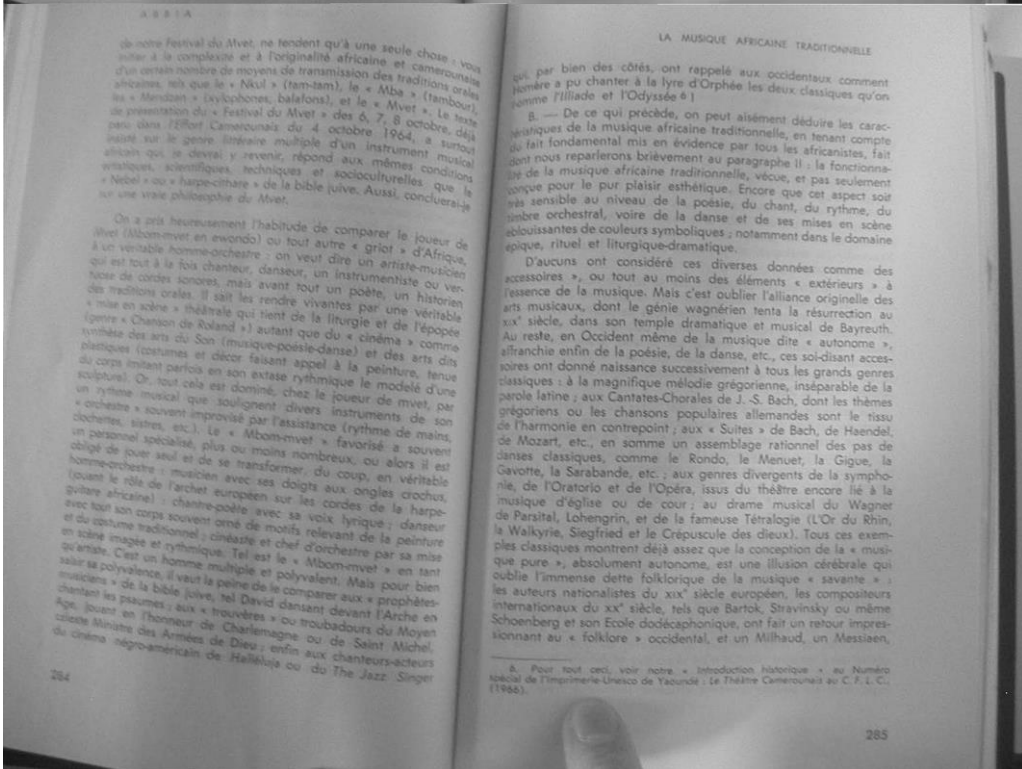 ABBIA
de notre Festival du Mvet, ne tendent qu'à une seule chose : vous
initier à la complexité et à l'originalité africaine et camerounaise
d'un certain nombre de moyens de transmission des traditions orales
africaines, tels que le « Nkul » (tam-tam), le « Mba » (tambour),
les « Mendzan » (xylophones, balafons), et le « Mvet ». Le texte
de présentation du « Festival du Mvet » des 6, 7, 8 octobre, déjà
paru dans l'Effort Camerounais du 4 octobre 1964, a surtout
insisté sur le genre littéraire multiple d'un instrument musical
africain qui, je devrai y revenir, répond aux mêmes conditions
artistiques, scientifiques, techniques et socioculturelles que la
« Nebel » ou « harpe-cithare » de la bible juive. Aussi, concluerai-je
sur une vraie philosophie du Mvet.
On a pris heureusement l'habitude de comparer le joueur de
Mvet (Mbom-mvet en ewondo) ou tout autre « griot » d'Afrique,
à un véritable homme-orchestre : on veut dire un artiste-musicien
qui est tout à la fois chanteur, danseur, un instrumentiste ou ver-
tuose de cordes sonores, mais avant tout un poète, un historien
des traditions orales. Il sait les rendre vivantes par une véritable
« mise en scène » théâtrale qui tient de la liturgie et de l'épopée
(genre « Chanson de Roland ») autant que du « cinéma » comme
synthèse des arts du Son (musique-poésie-danse) et des arts dits
plastiques (costumes et décor faisant appel à la peinture, tenue
du corps imitant parfois en son extase rythmique le modelé d'une
sculpture). Or, tout cela est dominé, chez le joueur de mvet, par
un rythme musical que soulignent divers instruments de son
« orchestre » souvent improvisé par l'assistance (rythme de mains,
clochettes, sistres, etc.). Le « Mbom-mvet » favorisé a souvent
un personnel spécialisé, plus ou moins nombreux, ou alors il est
obligé de jouer seul et de se transformer, du coup, en véritable
homme-orchestre : musicien avec ses doigts aux ongles crochus,
(jouant le rôle de l'archet européen sur les cordes de la harpe-
guitare africaine) : chantre-poète avec sa voix lyrique ; danseur
avec tout son corps souvent orné de motifs relevant de la peinture
et du costume traditionnel ; cinéaste et chef d'orchestre par sa mise
en scène imagée et rythmique. Tel est le « Mbom-mvet » en tant
qu'artiste. C'est un homme multiple et polyvalent. Mais pour bien
saisir sa polyvalence, il vaut la peine de le comparer aux « prophètes-
musiciens » de la bible juive, tel David dansant devant l'Arche en
chantant les psaumes ; aux « trouvères » ou troubadours du Moyen
Age, jouant en l'honneur de Charlemagne ou de Saint Michel,
céleste Ministre des Armées de Dieu ; enfin aux chanteurs-acteurs
du cinéma négro-américain de Halléluja ou du The Jazz Singer
284
LA MUSIQUE AFRICAINE TRADITIONNELLE
qui, par bien des côtés, ont rappelé aux occidentaux comment
Homère a pu chanter à la lyre d'Orphée les deux classiques qu'on
nomme l'Illiade et l'Odyssée 6 !
8. — De ce qui précède, on peut aisément déduire les carac-
téristiques de la musique africaine traditionnelle, en tenant compte
du fait fondamental mis en évidence par tous les africanistes, fait
dont nous reparlerons brièvement au paragraphe II : la fonctionna-
lité de la musique africaine traditionnelle, vécue, et pas seulement
conçue pour le pur plaisir esthétique. Encore que cet aspect soit
très sensible au niveau de la poésie, du chant, du rythme, du
timbre orchestral, voire de la danse et de ses mises en scène
éblouissantes de couleurs symboliques ; notamment dans le domaine
épique, rituel et liturgique-dramatique.
D'aucuns ont considéré ces diverses données comme des
accessoires », ou tout au moins des éléments « extérieurs » à
l'essence de la musique. Mais c'est oublier l'alliance originelle des
arts musicaux, dont le génie wagnérien tenta la résurrection au
XIXe siècle, dans son temple dramatique et musical de Bayreuth.
Au reste, en Occident même de la musique dite « autonome »,
affranchie enfin de la poésie, de la danse, etc., ces soi-disant acces-
soires ont donné naissance successivement à tous les grands genres
classiques : à la magnifique mélodie grégorienne, inséparable de la
parole latine ; aux Cantates-Chorales de J. -S. Bach, dont les thèmes
grégoriens ou les chansons populaires allemandes sont le tissu
de l'harmonie en contrepoint ; aux « Suites » de Bach, de Haendel,
de Mozart, etc., en somme un assemblage rationnel des pas de
danses classiques, comme le Rondo, le Menuet, la Gigue, la
Gavotte, la Sarabande, etc. ; aux genres divergents de la sympho-
nie, de l'Oratorio et de l'Opéra, issus du théâtre encore lié à la
musique d'église ou de cour ; au drame musical du Wagner
de Parsital, Lohengrin, et de la fameuse Tétralogie (L'Or du Rhin,
la Walkyrie, Siegfried et le Crépuscule des dieux). Tous ces exem-
ples classiques montrent déjà assez que la conception de la « musi-
que pure », absolument autonome, est une illusion cérébrale qui
oublie l'immense dette folklorique de la musique « savante » :
les auteurs nationalistes du XIXe siècle européen, les compositeurs
internationaux du XXe siècle, tels que Bartok, Stravinsky ou même
Schoenberg et son Ecole dodécaphonique, ont fait un retour impres-
sionnant au « folklore » occidental, et un Milhaud, un Messiaen,
6. Pour tout ceci, voir notre « Introduction historique » au Numéro
spécial de l'Imprimerie-Unesco de Yaoundé : Le Théâtre Camerounais au C. F. L. C.,
(1966).
285